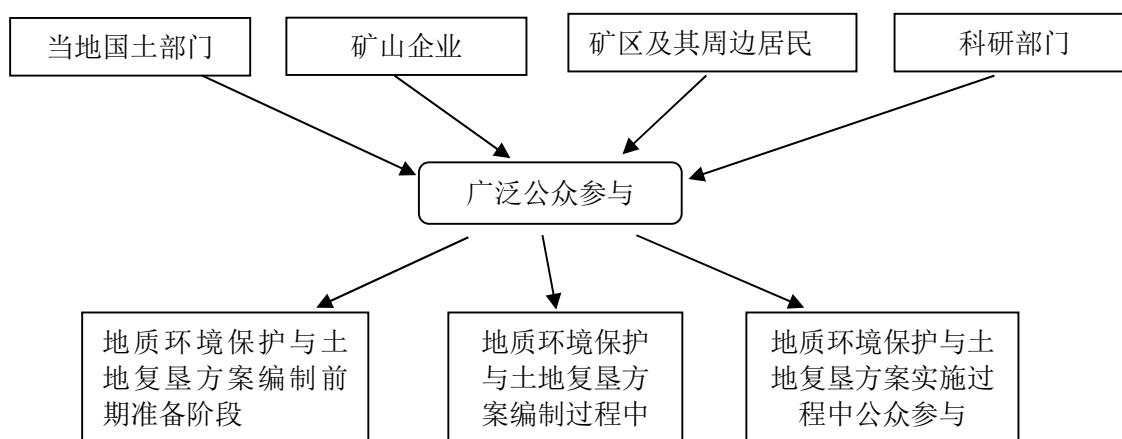 当地国土部门
矿山企业
矿区及其周边居民
科研部门
广泛公众参与
地质环境保护与土
地复垦方案编制前
期准备阶段
地质环境保护
与土地复垦方
案编制过程中
地质环境保护与土
地复垦方案实施过
程中公众参与